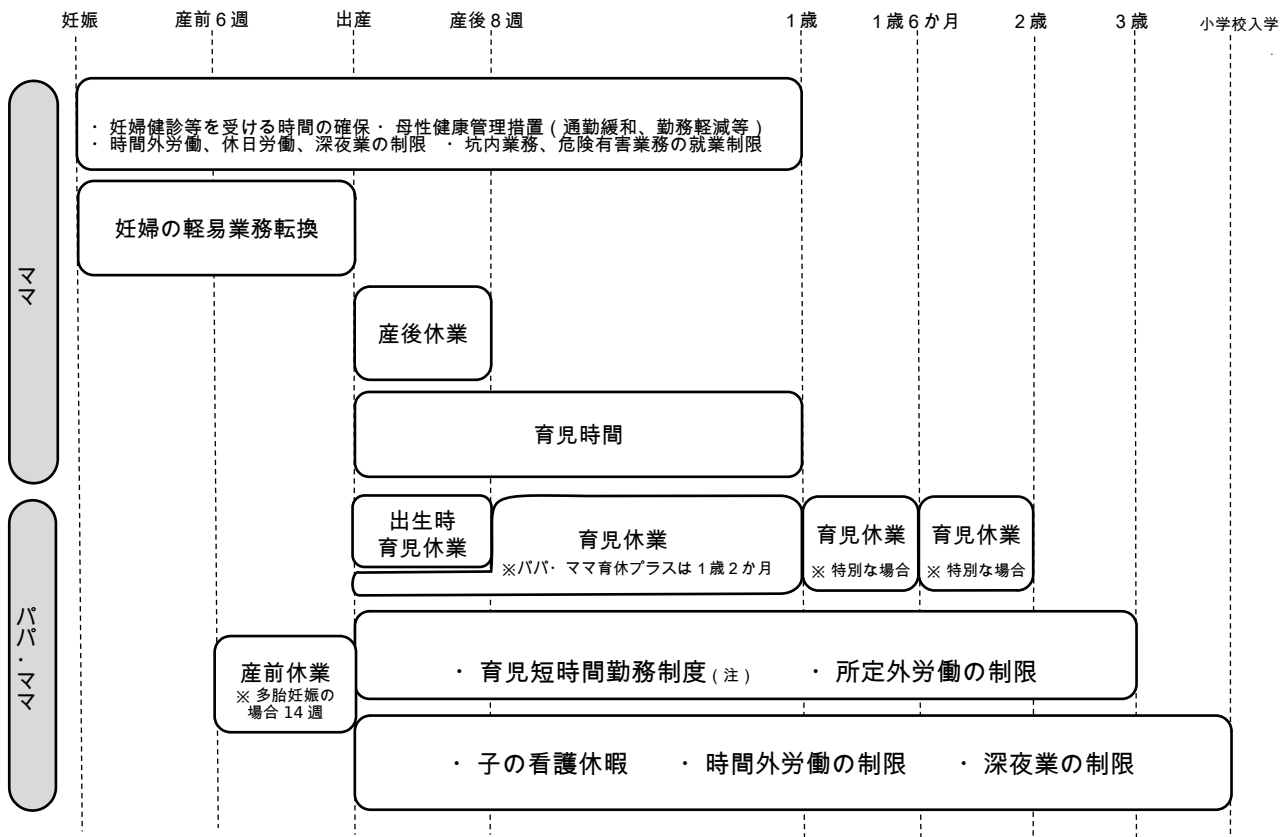 妊娠
産前6週
出産
産後8週
1歳
1歳6か月
2歳
3歳
小学校入学
ママ
・妊婦健診等を受ける時間の確保・母性健康管理措置(通勤緩和、勤務軽減等)
・時間外労働、休日労働、深夜業の制限 ・坑内業務、危険有害業務の就業制限
妊婦の軽易業務転換
産後休業
育児時間
パパ・ママ
出生時
育児休業
育児休業
※パパ・ママ育休プラスは1歳2か月
育児休業
※特別な場合
育児休業
※特別な場合
産前休業
※多胎妊娠の
場合14週
・育児短時間勤務制度(注) ・所定外労働の制限
・子の看護休暇 ・時間外労働の制限 ・深夜業の制限